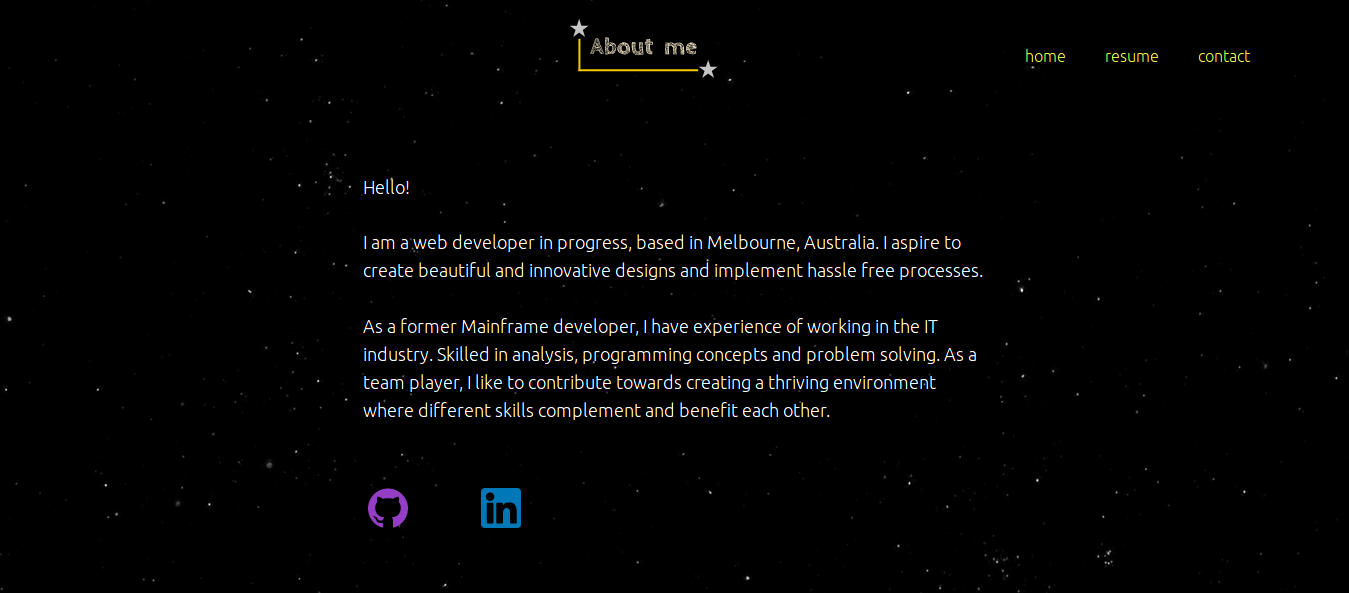 About me
home resume contact
Hello!
I am a web developer in progress, based in Melbourne, Australia. I aspire to
create beautiful and innovative designs and implement hassle free processes.
As a former Mainframe developer, I have experience of working in the IT
industry. Skilled in analysis, programming concepts and problem solving. As a
team player, I like to contribute towards creating a thriving environment
where different skills complement and benefit each other.
in